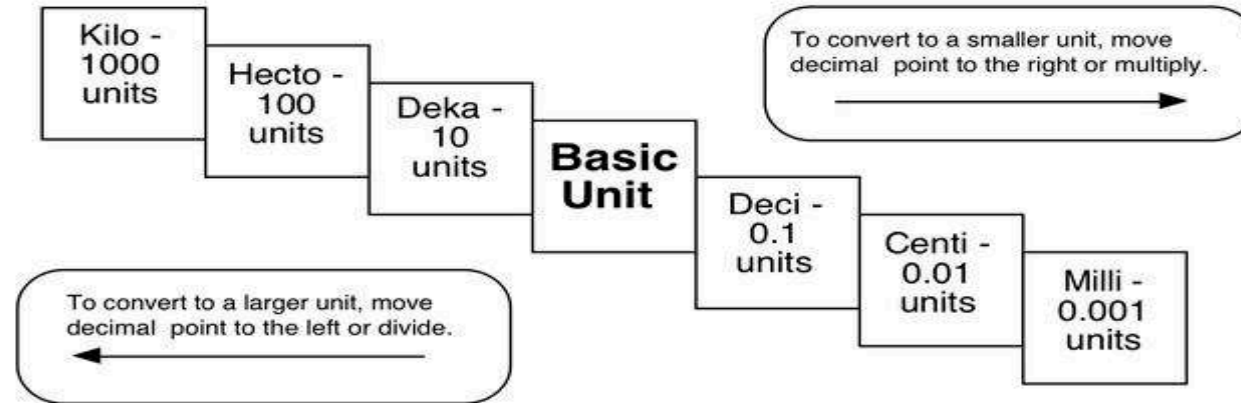 Kilo -
1000
units
Hecto -
100
units
Deka -
10
units
Basic
Unit
Deci -
0.1
units
Centi -
0.01
units
Milli -
0.001
units
To convert to a smaller unit, move
decimal point to the right or multiply.
To convert to a larger unit, move
decimal point to the left or divide.